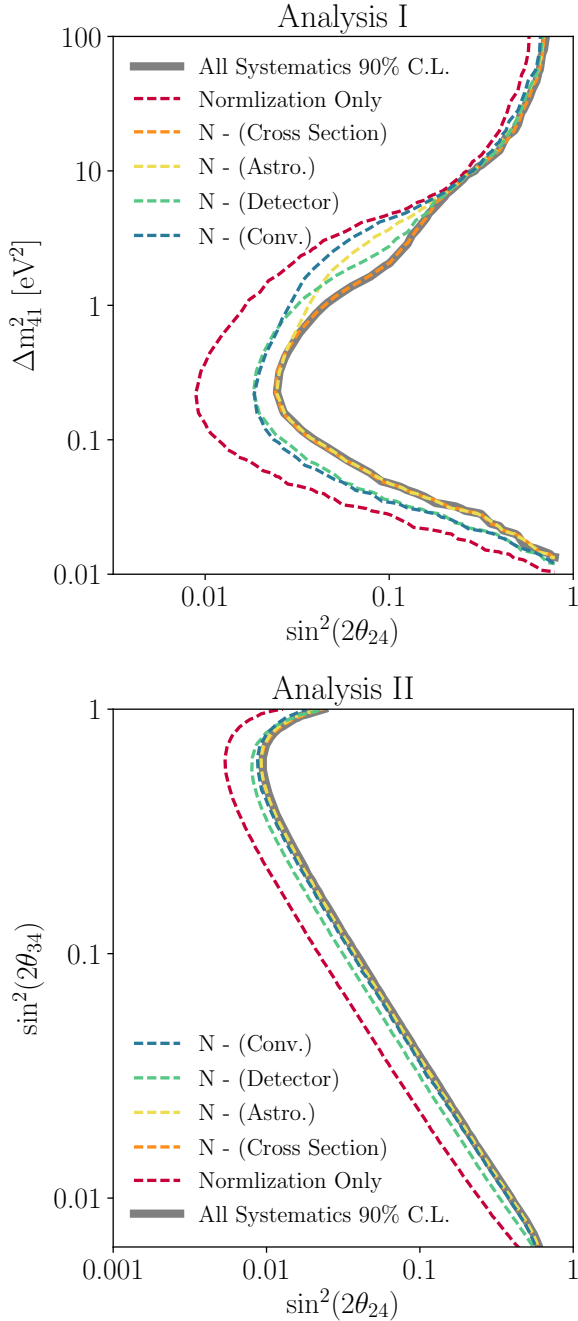 Analysis I
100
10
1
0.1
0.01
Δm²₄₁ [eV²]
All Systematics 90% C.L.
Normlization Only
N - (Cross Section)
N - (Astro.)
N - (Detector)
N - (Conv.)
0.01 0.1 1
sin²(2θ₂₄)
Analysis II
1
0.1
0.01
sin²(2θ₃₄)
N - (Conv.)
N - (Detector)
N - (Astro.)
N - (Cross Section)
Normlization Only
All Systematics 90% C.L.
0.001 0.01 0.1 1
sin²(2θ₂₄)